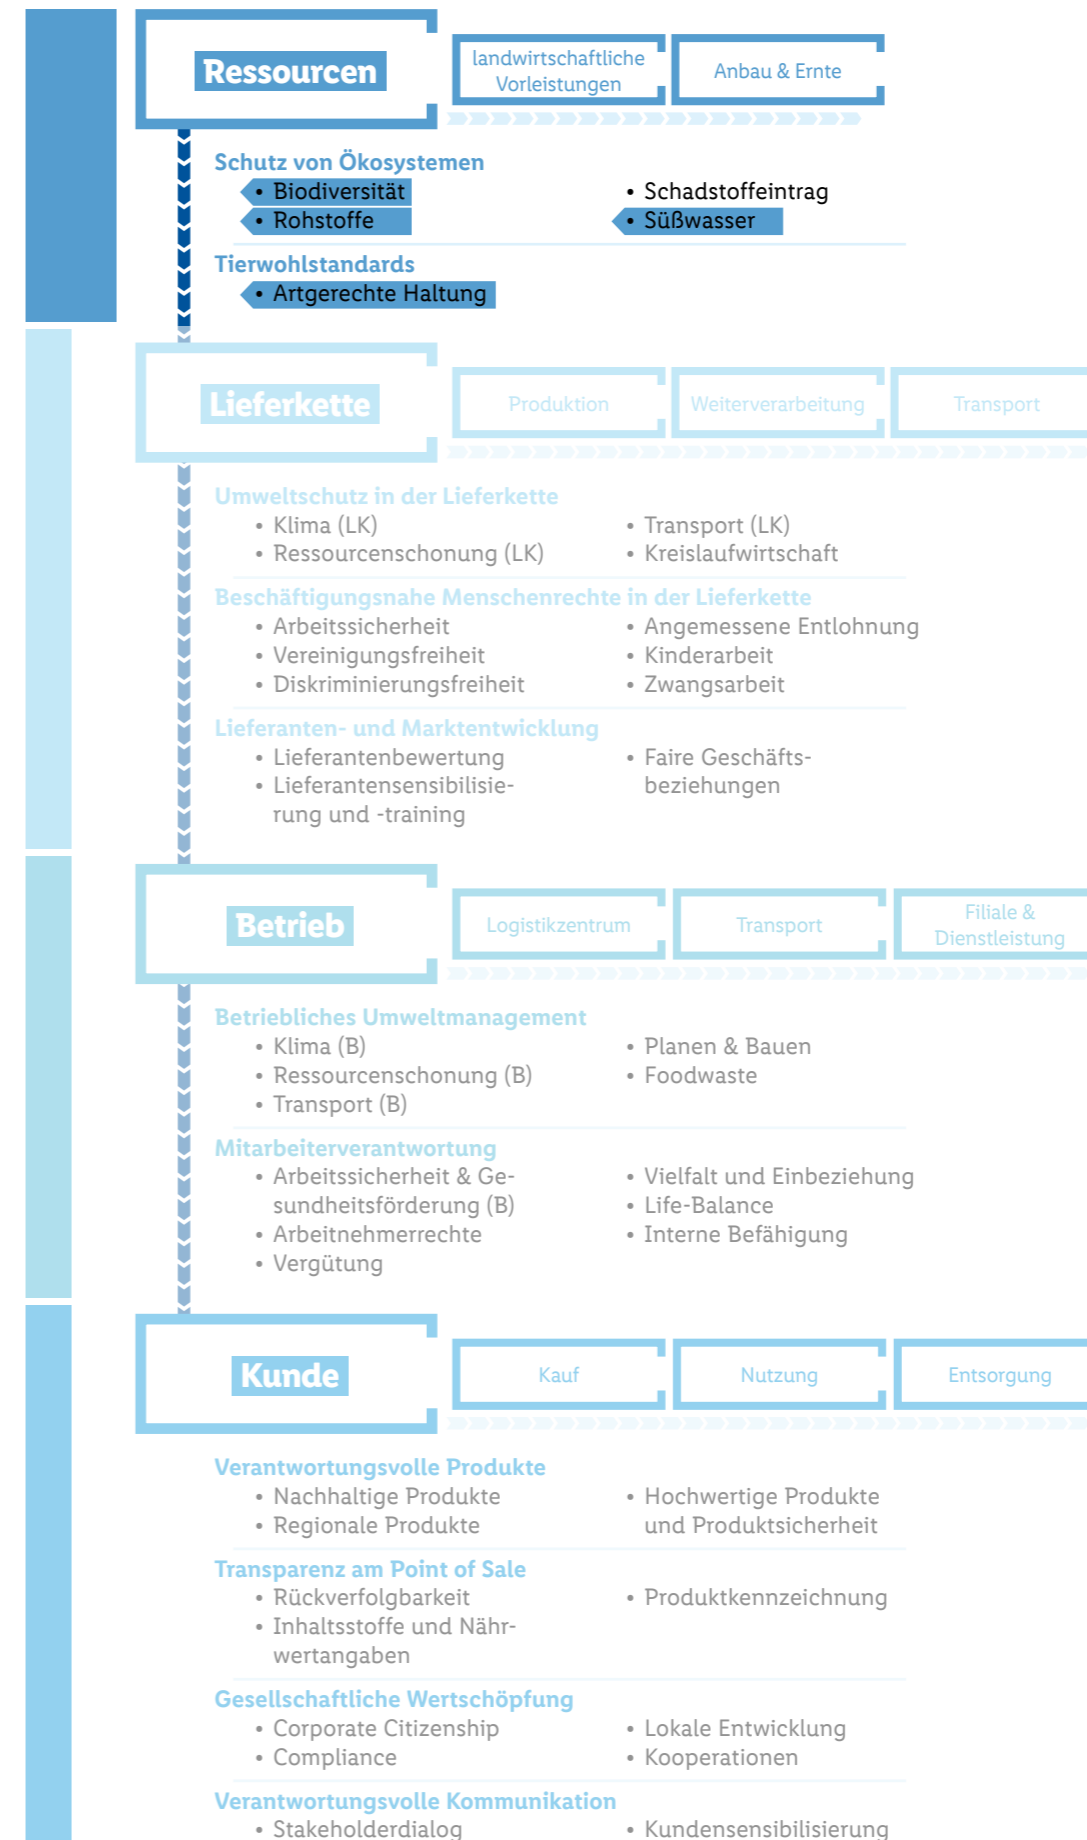 Ressourcen
landwirtschaftliche
Vorleistungen
Anbau & Ernte
Schutz von Ökosystemen
• Biodiversität
• Rohstoffe
• Schadstoffeintrag
• Süßwasser
Tierwohlstandards
• Artgerechte Haltung
Lieferkette
Produktion
Weiterverarbeitung
Transport
Umweltschutz in der Lieferkette
• Klima (LK)
• Ressourcenschonung (LK)
• Transport (LK)
• Kreislaufwirtschaft
Beschäftigungsnahe Menschenrechte in der Lieferkette
• Arbeitssicherheit
• Vereinigungsfreiheit
• Diskriminierungsfreiheit
• Angemessene Entlohnung
• Kinderarbeit
• Zwangsarbeit
Lieferanten- und Marktentwicklung
• Lieferantenbewertung
• Lieferantensensibilisie-
rung und -training
• Faire Geschäfts-
beziehungen
Betrieb
Logistikzentrum
Transport
Filiale &
Dienstleistung
Betriebliches Umweltmanagement
• Klima (B)
• Ressourcenschonung (B)
• Transport (B)
• Planen & Bauen
• Foodwaste
Mitarbeiterverantwortung
• Arbeitssicherheit & Ge-
sundheitsförderung (B)
• Arbeitnehmerrechte
• Vergütung
• Vielfalt und Einbeziehung
• Life-Balance
• Interne Befähigung
Kunde
Kauf
Nutzung
Entsorgung
Verantwortungsvolle Produkte
• Nachhaltige Produkte
• Regionale Produkte
• Hochwertige Produkte
und Produktsicherheit
Transparenz am Point of Sale
• Rückverfolgbarkeit
• Inhaltsstoffe und Nähr-
wertangaben
• Produktkennzeichnung
Gesellschaftliche Wertschöpfung
• Corporate Citizenship
• Compliance
• Lokale Entwicklung
• Kooperationen
Verantwortungsvolle Kommunikation
• Stakeholderdialog
• Kundensensibilisierung